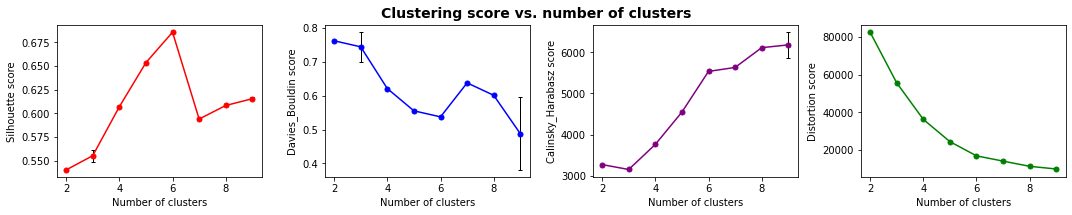 Clustering score vs. number of clusters
Silhouette score
0.675
0.650
0.625
0.600
0.575
0.550
2 4 6 8
Number of clusters
Davies_Bouldin score
0.8
0.7
0.6
0.5
0.4
2 4 6 8
Number of clusters
Calinsky_Harabasz score
6000
5000
4000
3000
2 4 6 8
Number of clusters
Distortion score
80000
60000
40000
20000
2 4 6 8
Number of clusters